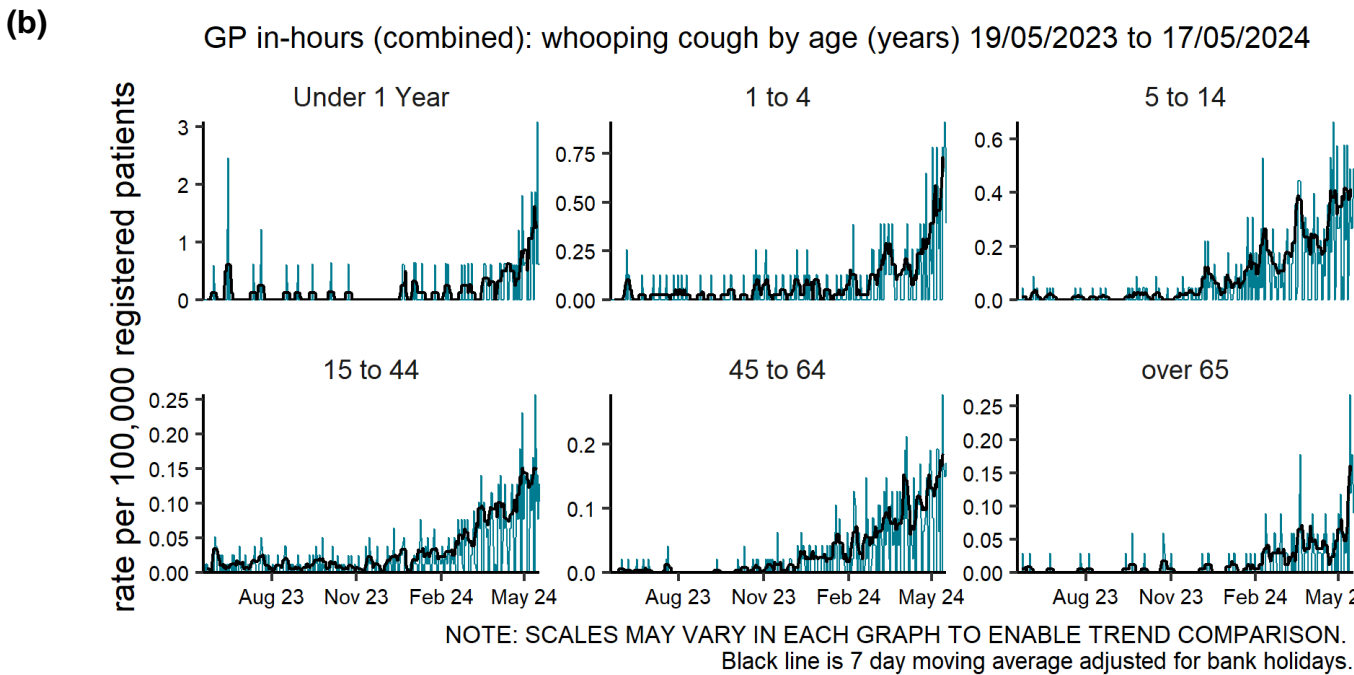 (b)
GP in-hours (combined): whooping cough by age (years) 19/05/2023 to 17/05/2024
rate per 100,000 registered patients
Under 1 Year
3
2
1
0
1 to 4
0.75
0.50
0.25
0.00
5 to 14
0.6
0.4
0.2
0.0
15 to 44
0.25
0.20
0.15
0.10
0.05
0.00
Aug 23 Nov 23 Feb 24 May 24
45 to 64
0.2
0.1
0.0
Aug 23 Nov 23 Feb 24 May 24
over 65
0.25
0.20
0.15
0.10
0.05
0.00
Aug 23 Nov 23 Feb 24 May 2
NOTE: SCALES MAY VARY IN EACH GRAPH TO ENABLE TREND COMPARISON.
Black line is 7 day moving average adjusted for bank holidays.